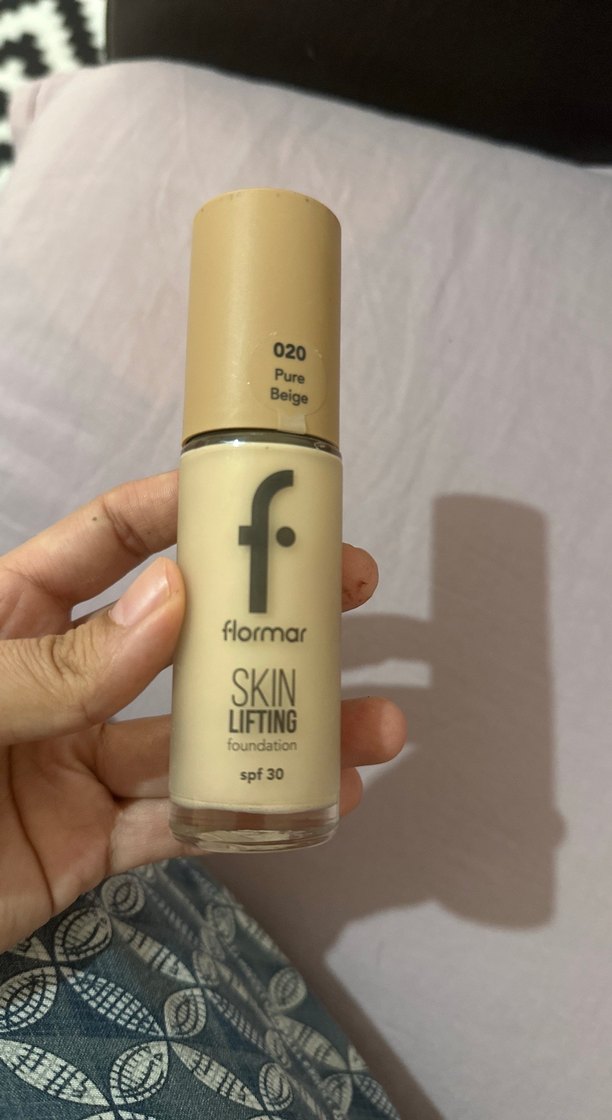 020
Pure
Beige
f
flormar
SKIN
LIFTING
foundation
spf 30